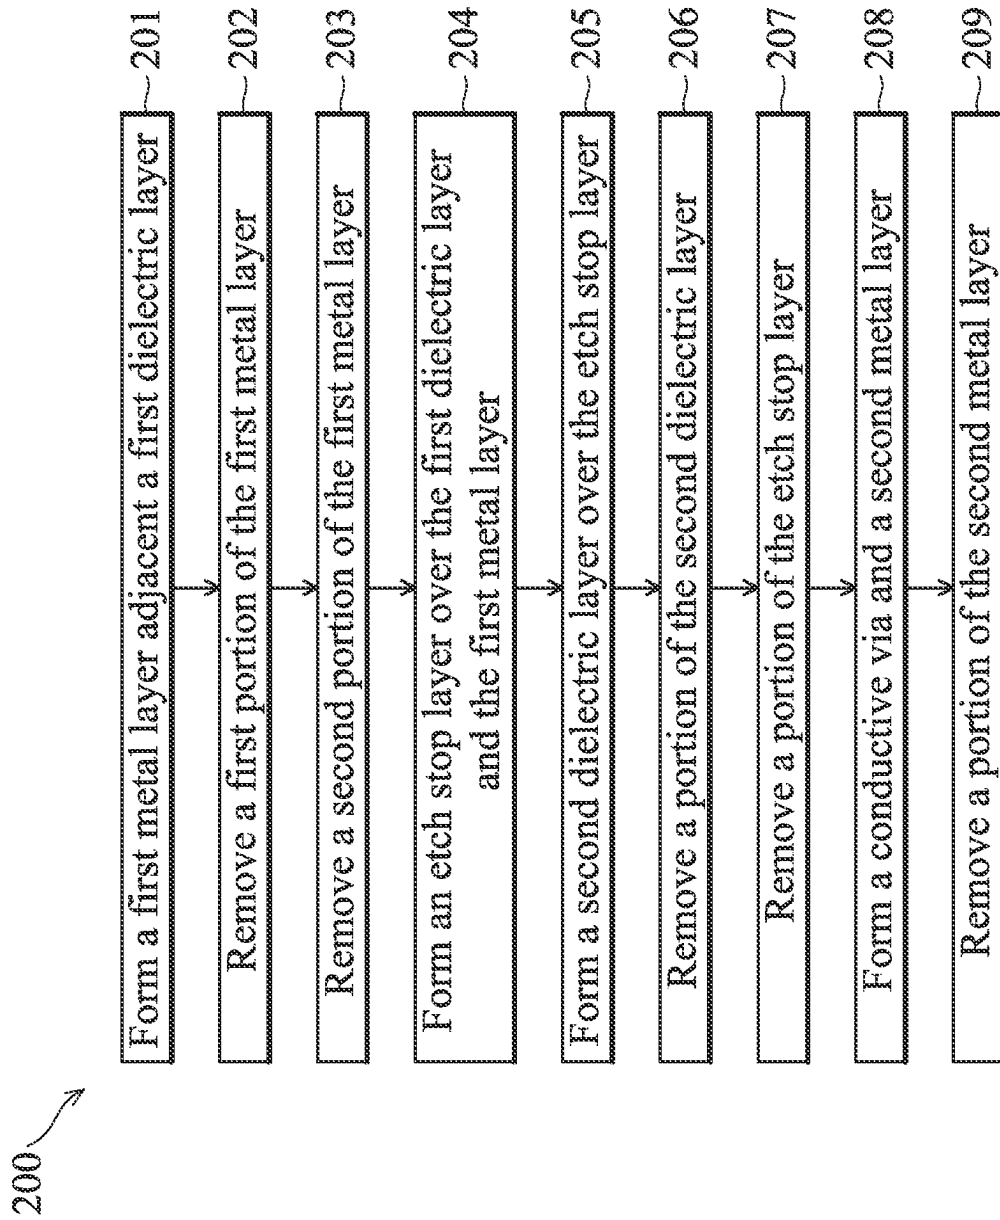 200
Form a first metal layer adjacent a first dielectric layer
201
Remove a first portion of the first metal layer
202
Remove a second portion of the first metal layer
203
Form an etch stop layer over the first dielectric layer
and the first metal layer
204
Form a second dielectric layer over the etch stop layer
205
Remove a portion of the second dielectric layer
206
Remove a portion of the etch stop layer
207
Form a conductive via and a second metal layer
208
Remove a portion of the second metal layer
209